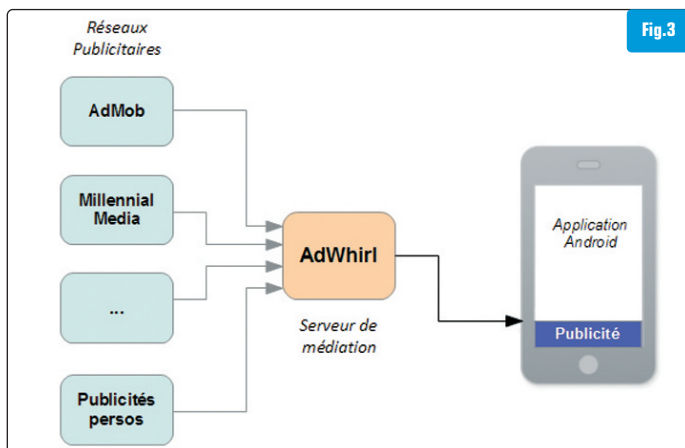 Réseaux
Publicitaires
Fig.3
AdMob
Millennial
Media
...
Publicités
persos
AdWhirl
Serveur de
médiation
Application
Android
Publicité